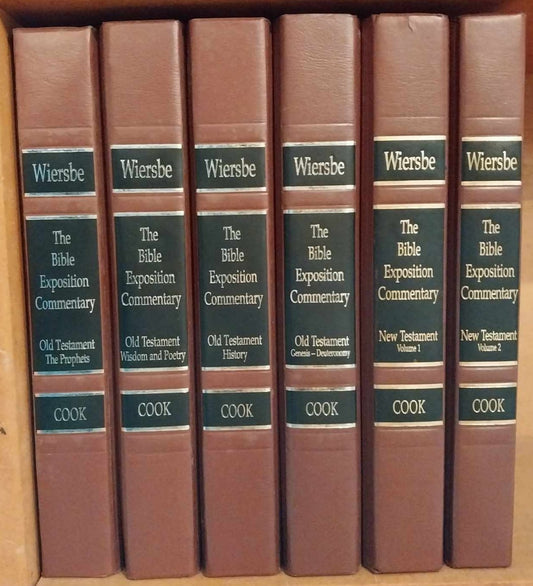 Wiersbe
The
Bible
Exposition
Commentary
Old Testament
The Prophets
COOK
Wiersbe
The
Bible
Exposition
Commentary
Old Testament
Wisdom and Poetry
COOK
Wiersbe
The
Bible
Exposition
Commentary
Old Testament
History
COOK
Wiersbe
The
Bible
Exposition
Commentary
Old Testament
Genesis – Deuteronomy
COOK
Wiersbe
The
Bible
Exposition
Commentary
New Testament
Volume 1
COOK
Wiersbe
The
Bible
Exposition
Commentary
New Testament
Volume 2
COOK